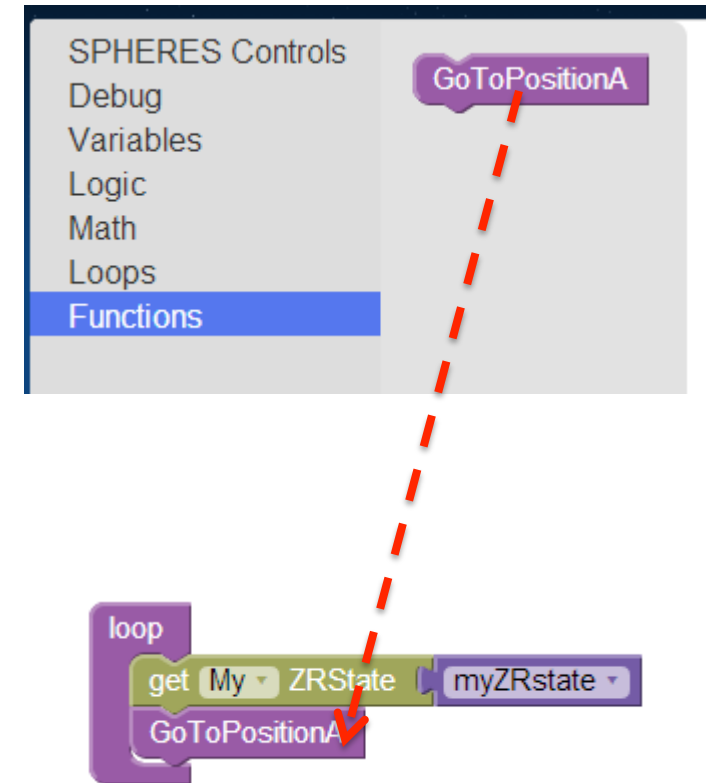 SPHERES Controls
Debug
Variables
Logic
Math
Loops
Functions
GoToPositionA
loop
get My ZRState myZRstate
GoToPositionA